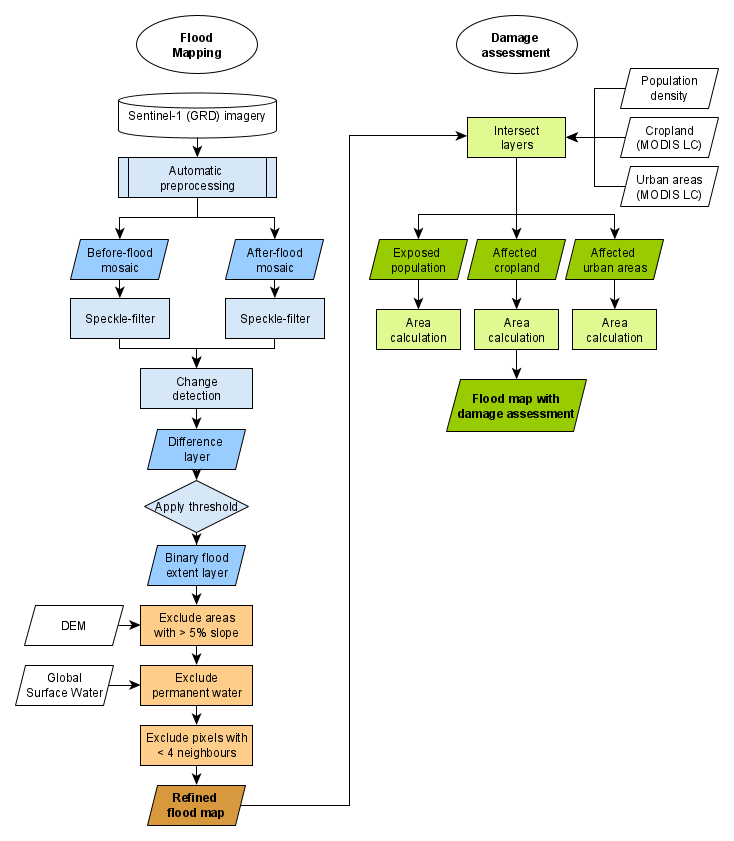 Flood
Mapping
Sentinel-1 (GRD) imagery
Automatic
preprocessing
Before-flood
mosaic
After-flood
mosaic
Speckle-filter
Speckle-filter
Change
detection
Difference
layer
Apply threshold
Binary flood
extent layer
DEM
Exclude areas
with > 5% slope
Global
Surface Water
Exclude
permanent water
Exclude pixels with
< 4 neighbours
Refined
flood map
Damage
assessment
Population
density
Intersect
layers
Cropland
(MODIS LC)
Urban areas
(MODIS LC)
Exposed
population
Affected
cropland
Affected
urban areas
Area
calculation
Area
calculation
Area
calculation
Flood map with
damage assessment